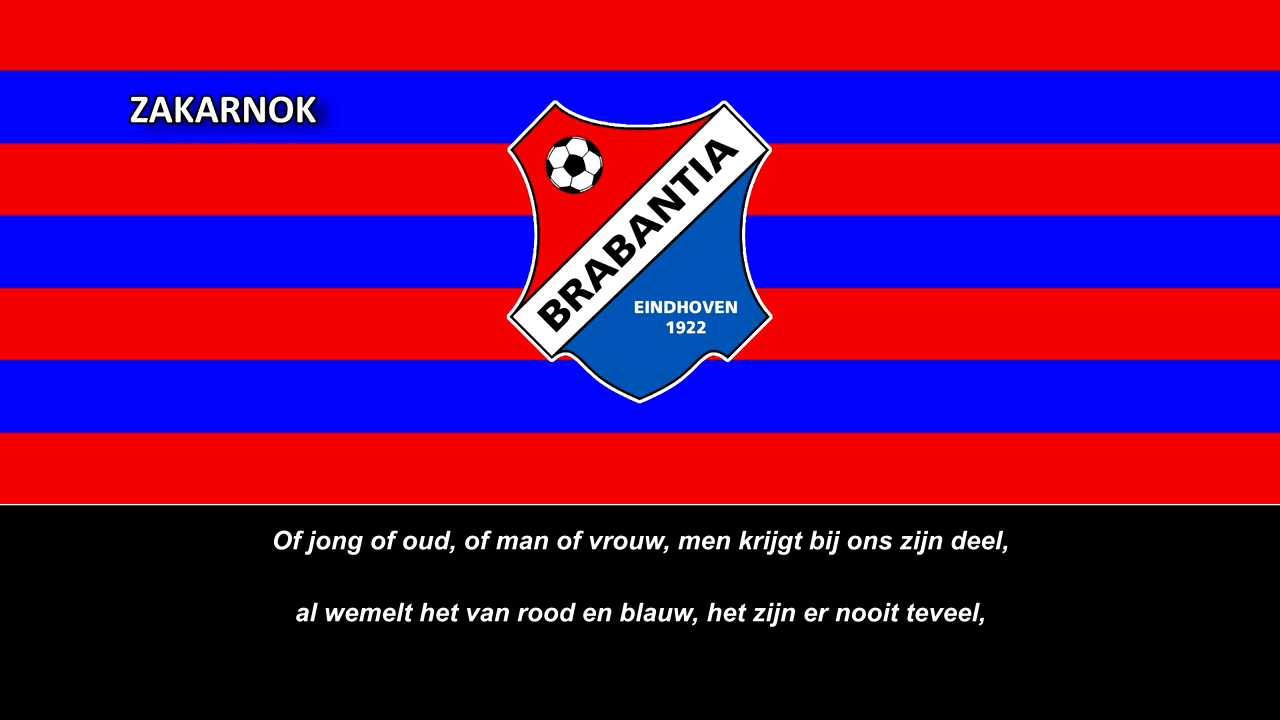 ZAKARNOK
BRABANTIA
EINDHOVEN
1922
Of jong of oud, of man of vrouw, men krijgt bij ons zijn deel,
al wemelt het van rood en blauw, het zijn er nooit teveel,